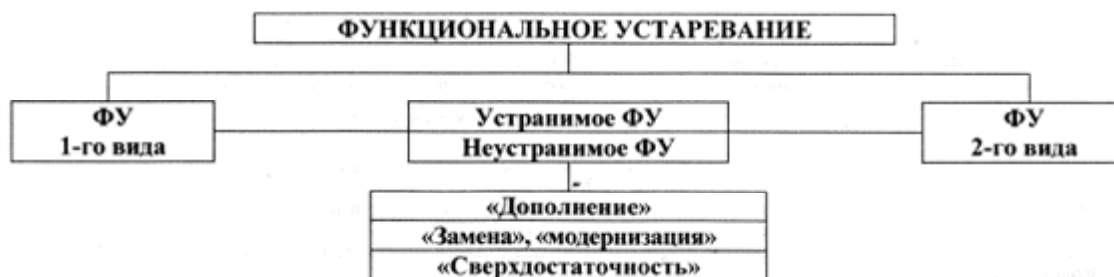 ФУНКЦИОНАЛЬНОЕ УСТАРЕВАНИЕ
ФУ
1-го вида
Устранимое ФУ
Неустранимое ФУ
ФУ
2-го вида
«Дополнение»
«Замена», «модернизация»
«Сверхдостаточность»